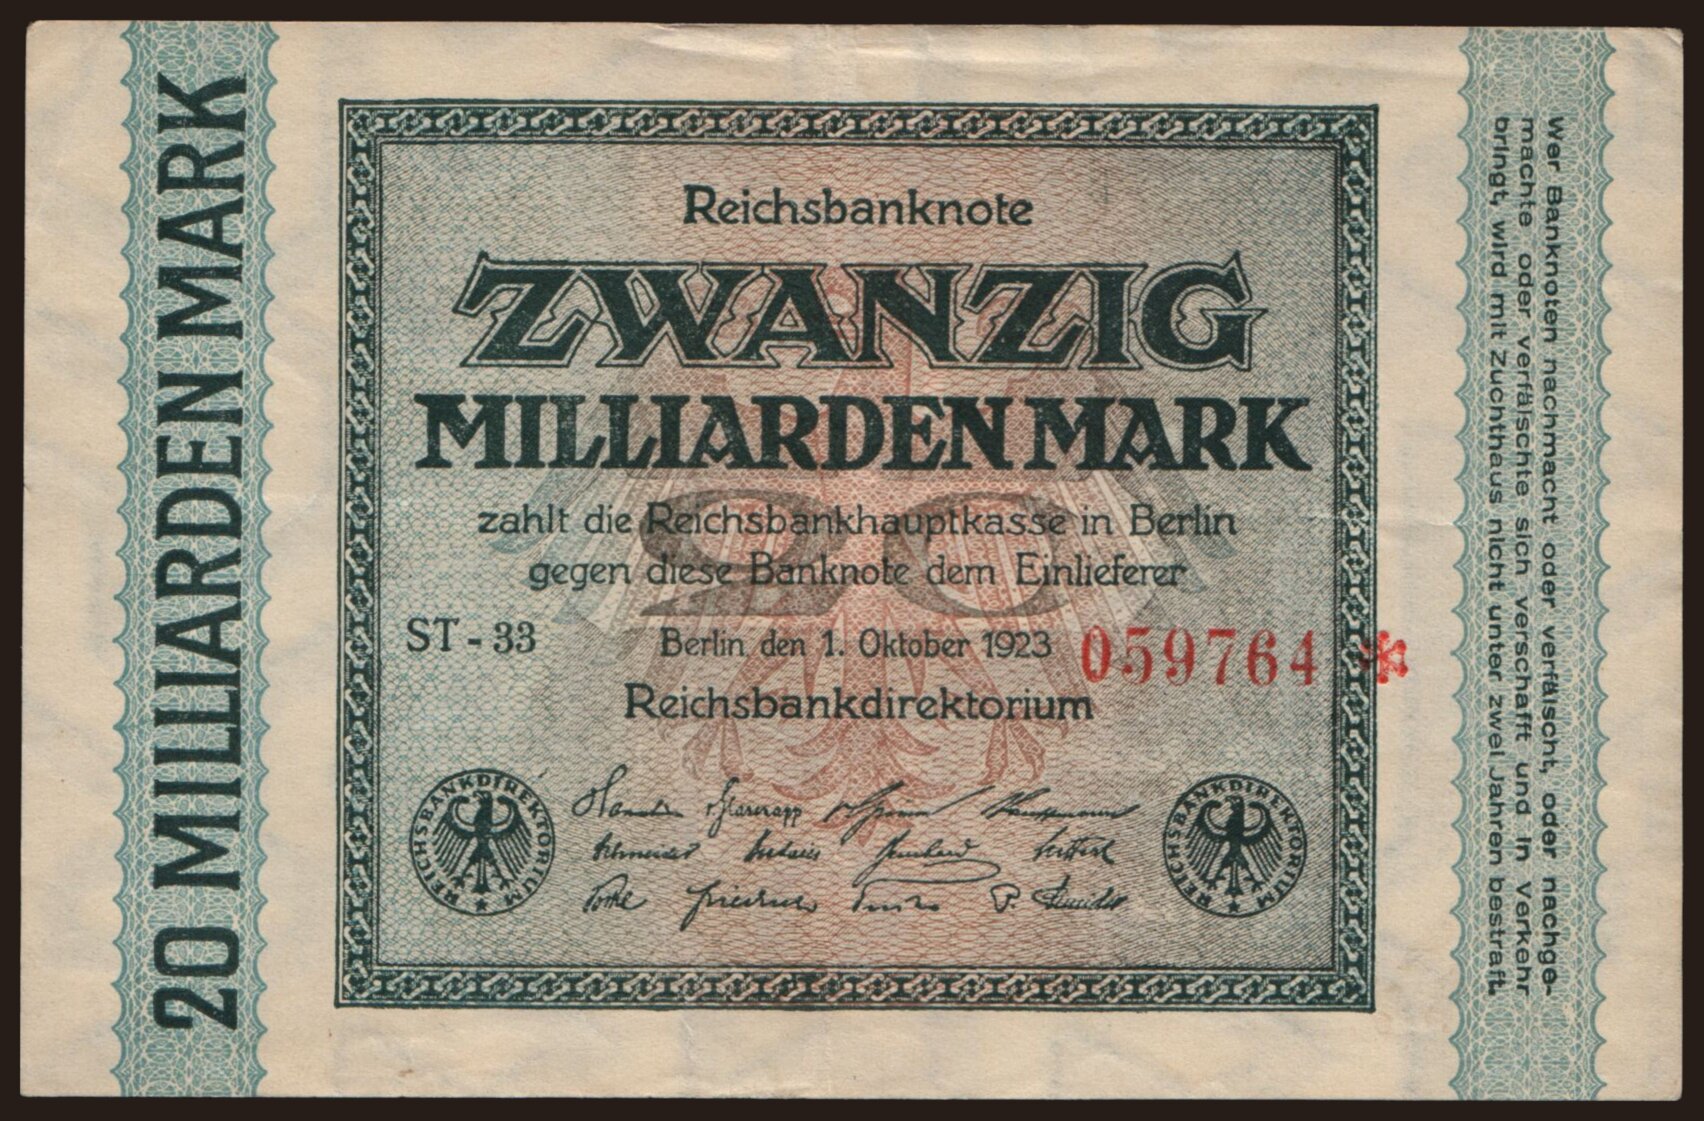 20 MILLIARDEN MARK
Reichsbanknote
ZWANZIG
MILLIARDEN MARK
20
zahlt die Reichsbankhauptkasse in Berlin
gegen diese Banknote dem Einlieferer
ST - 33
Berlin den 1. Oktober 1923
059764 *
Reichsbankdirektorium
REICHSBANKDIREKTORIUM
REICHSBANKDIREKTORIUM
Wer Banknoten nachmacht oder verfälscht, oder nachge-
machte oder verfälschte sich verschafft und in Verkehr
bringt, wird mit Zuchthaus nicht unter zwei Jahren bestraft.